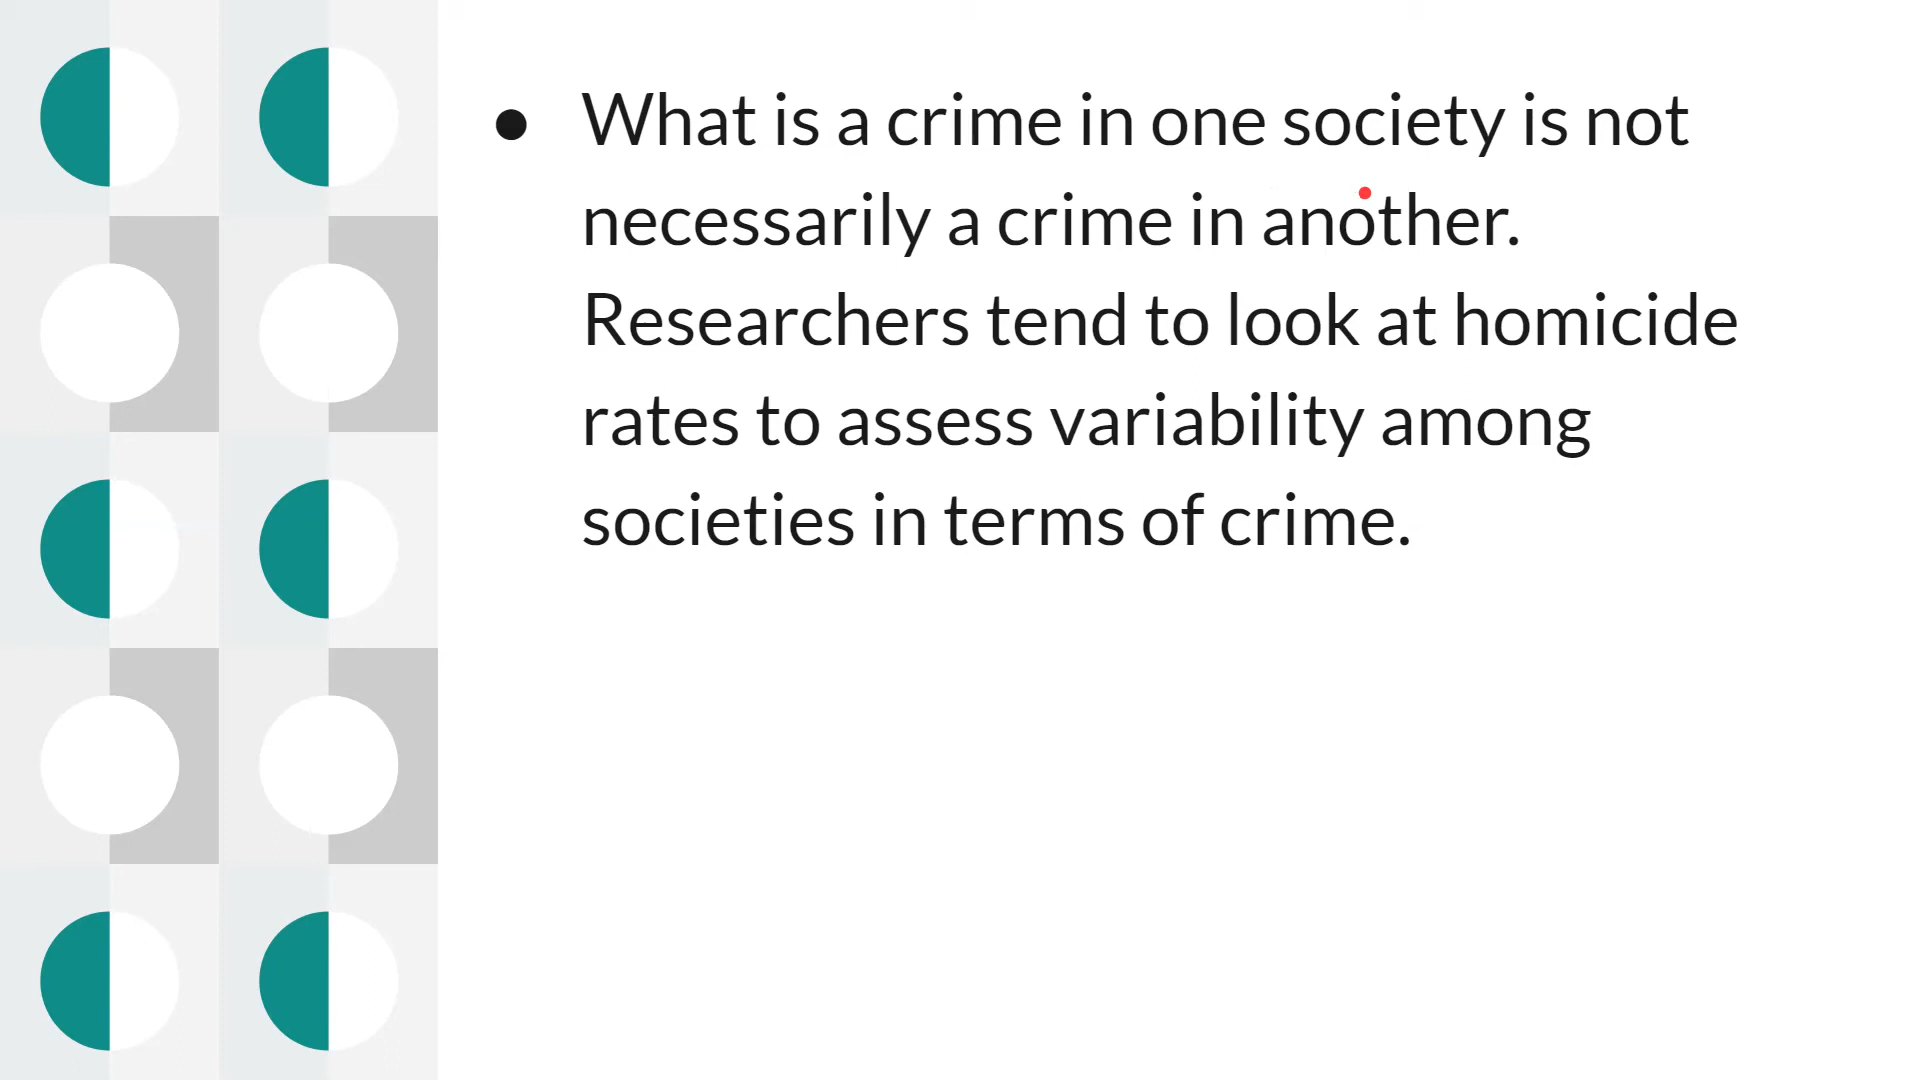 ● What is a crime in one society is not
necessarily a crime in another.
Researchers tend to look at homicide
rates to assess variability among
societies in terms of crime.